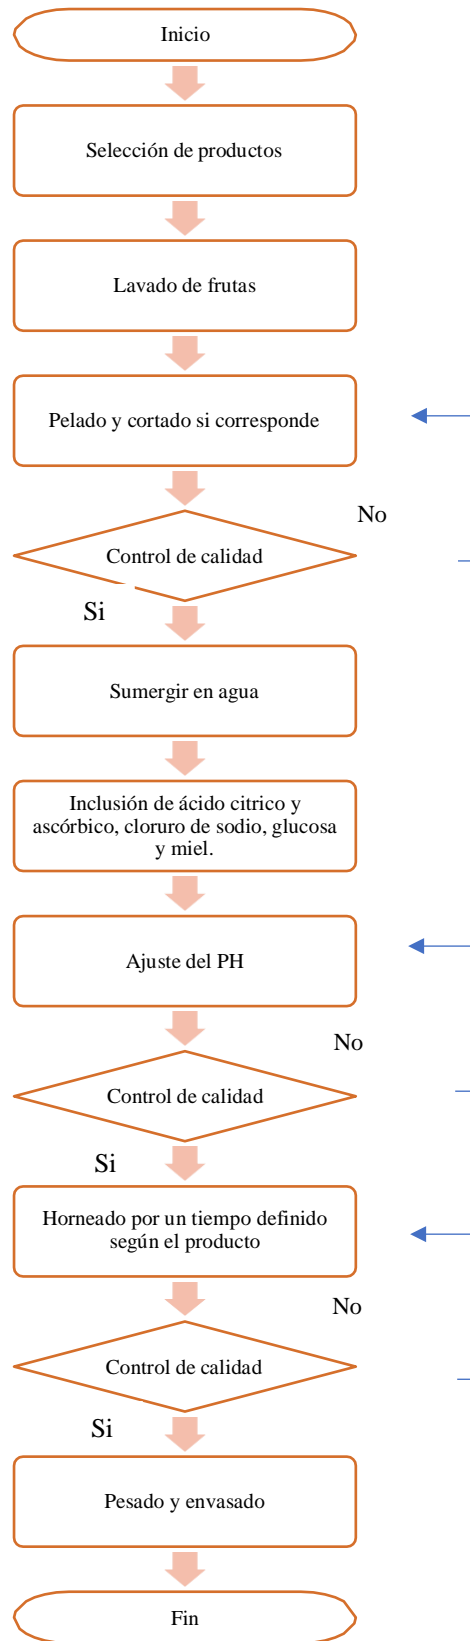 Inicio
Selección de productos
Lavado de frutas
Pelado y cortado si corresponde
No
Control de calidad
Si
Sumergir en agua
Inclusión de ácido citrico y
ascórbico, cloruro de sodio, glucosa
y miel.
Ajuste del PH
No
Control de calidad
Si
Horneado por un tiempo definido
según el producto
No
Control de calidad
Si
Pesado y envasado
Fin